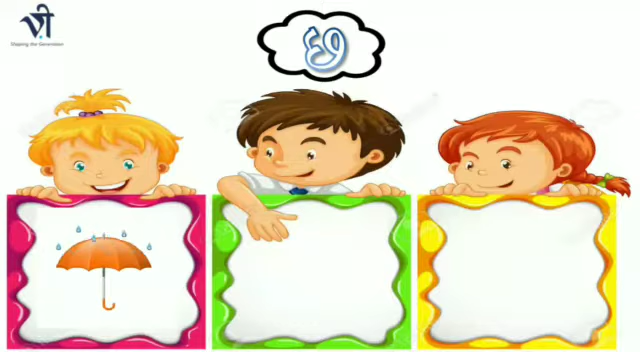 Shaping the Generation
છ